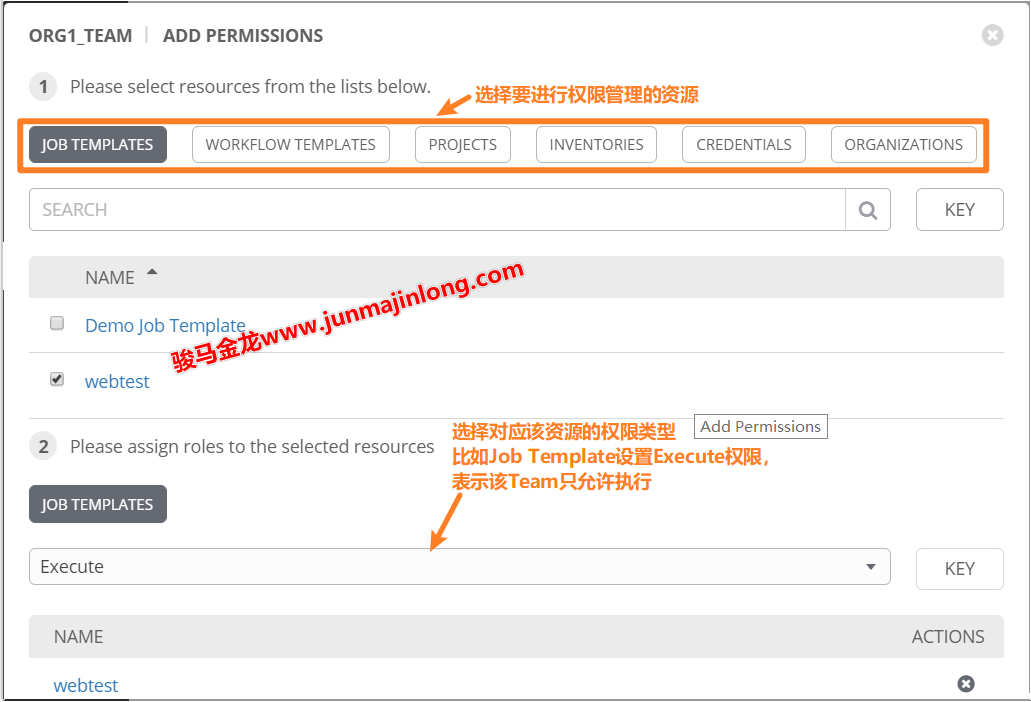 ORG1_TEAM | ADD PERMISSIONS
1 Please select resources from the lists below.
选择要进行权限管理的资源
JOB TEMPLATES WORKFLOW TEMPLATES PROJECTS INVENTORIES CREDENTIALS ORGANIZATIONS
SEARCH KEY
NAME
Demo Job Template
骏马金龙www.junmajinlong.com
webtest
2 Please assign roles to the selected resources
选择对应该资源的权限类型
比如Job Template设置Execute权限，
表示该Team只允许执行
Add Permissions
JOB TEMPLATES
Execute KEY
NAME ACTIONS
webtest